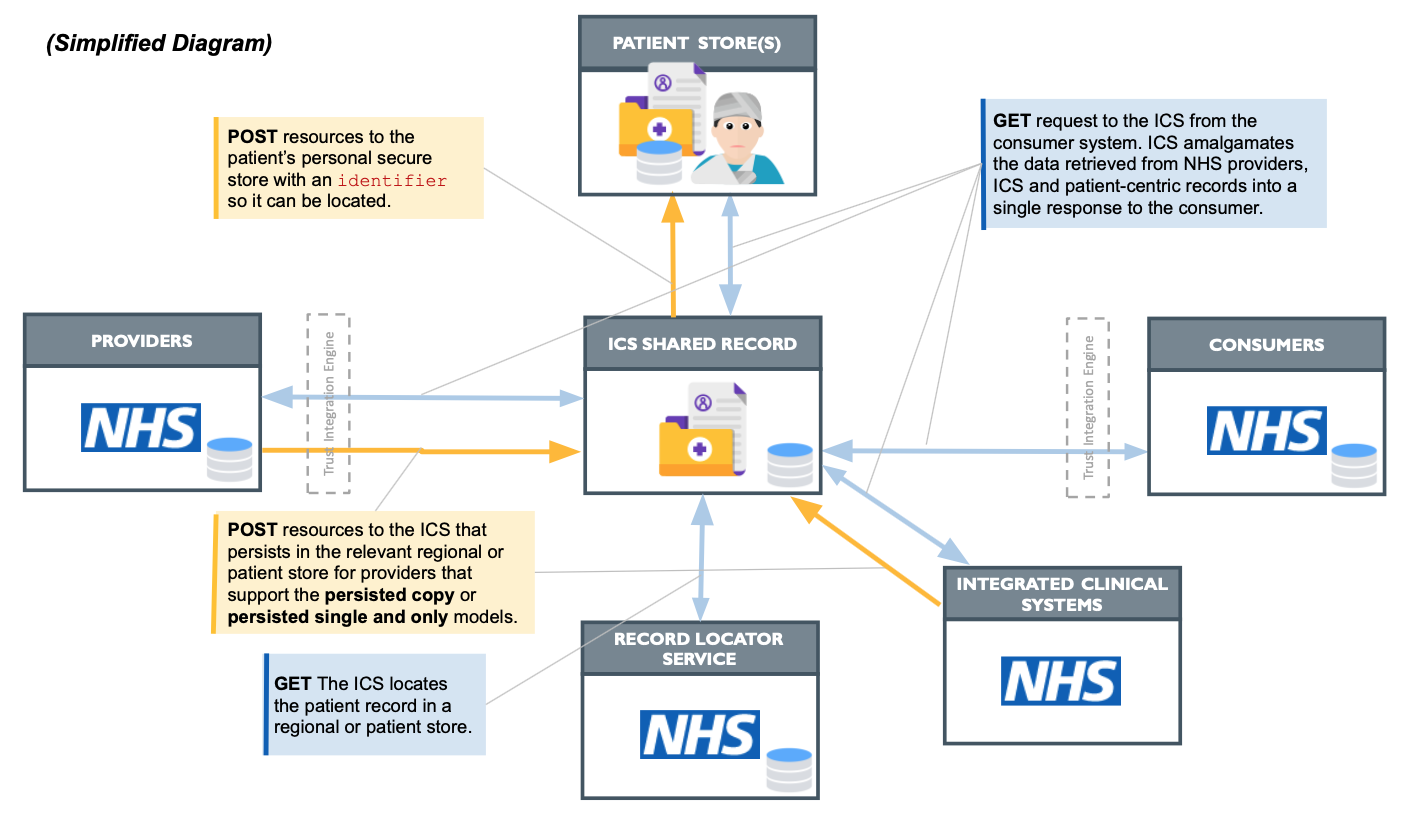 (Simplified Diagram)
PATIENT STORE(S)
POST resources to the
patient's personal secure
store with an identifier
so it can be located.
GET request to the ICS from the
consumer system. ICS amalgamates
the data retrieved from NHS providers,
ICS and patient-centric records into a
single response to the consumer.
PROVIDERS
NHS
Trust Integration Engine
ICS SHARED RECORD
Trust Integration Engine
CONSUMERS
NHS
POST resources to the ICS that
persists in the relevant regional or
patient store for providers that
support the persisted copy or
persisted single and only models.
GET The ICS locates
the patient record in a
regional or patient store.
RECORD LOCATOR
SERVICE
NHS
INTEGRATED CLINICAL
SYSTEMS
NHS